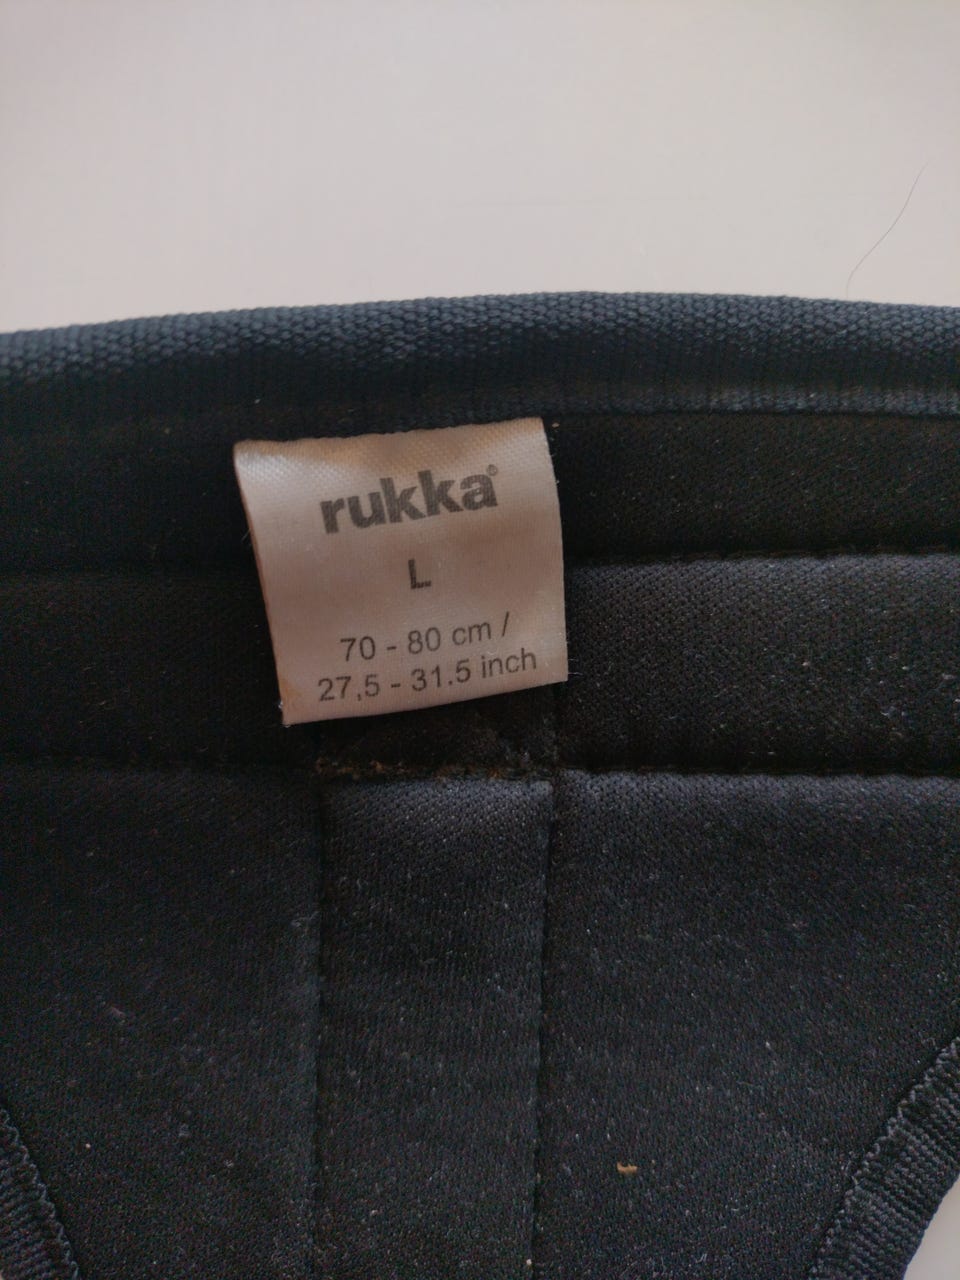 rukka®
L
70 - 80 cm /
27,5 - 31.5 inch